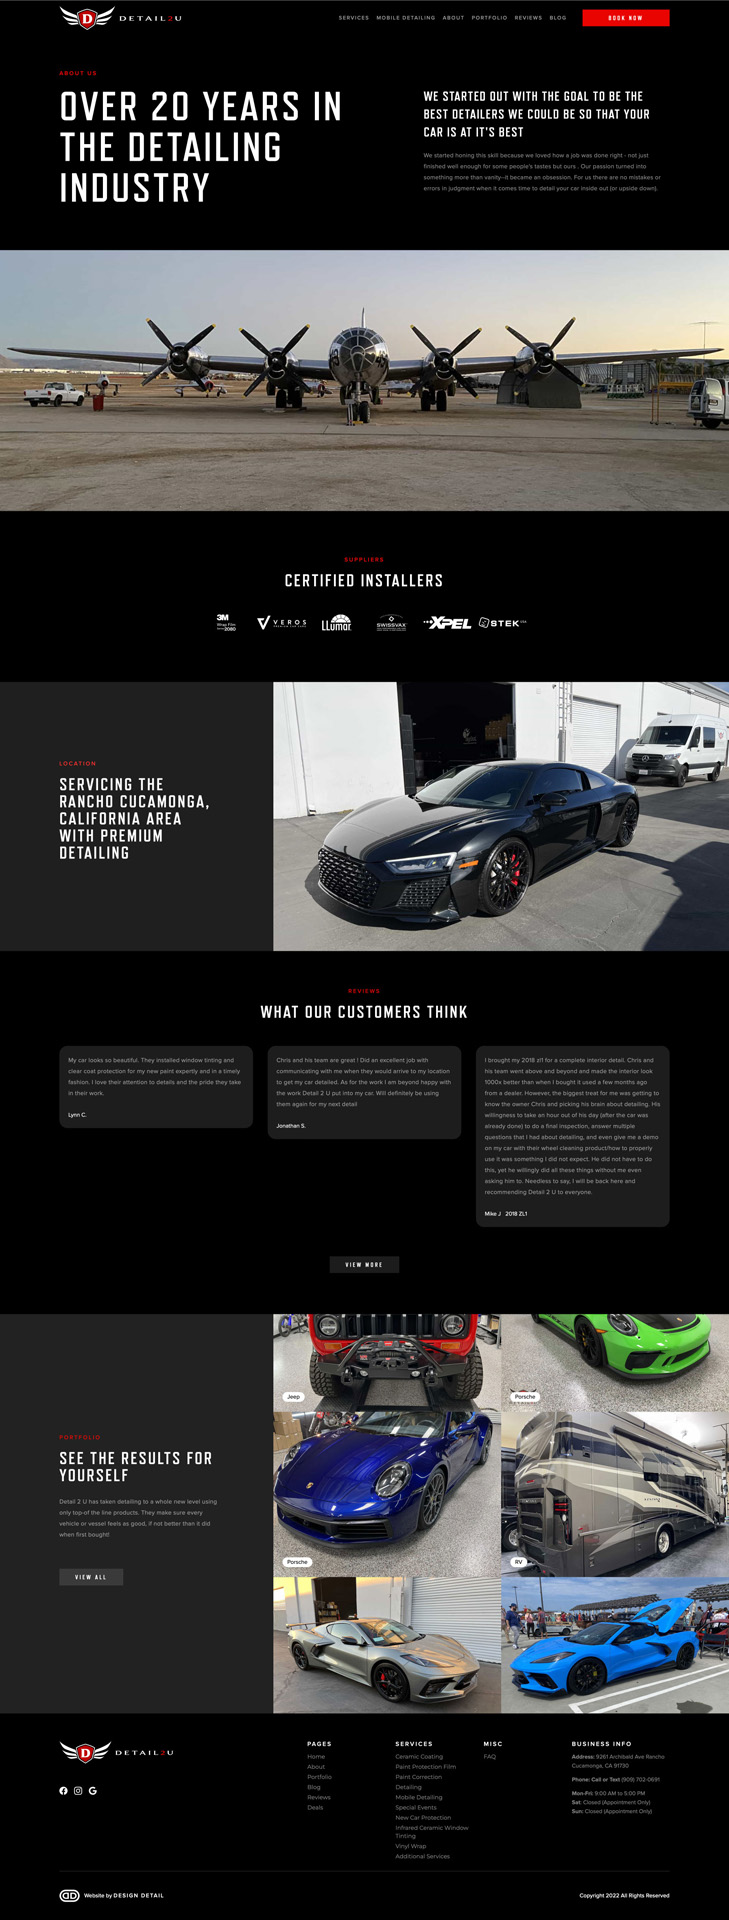 DETAIL2U
SERVICES MOBILE DETAILING ABOUT PORTFOLIO REVIEWS BLOG
BOOK NOW
ABOUT US
OVER 20 YEARS IN
THE DETAILING
INDUSTRY
WE STARTED OUT WITH THE GOAL TO BE THE
BEST DETAILERS WE COULD BE SO THAT YOUR
CAR IS AT IT'S BEST
We started honing this skill because we loved how a job was done right - not just
finished well enough for some people's tastes but ours . Our passion turned into
something more than vanity--it became an obsession. For us there are no mistakes or
errors in judgment when it comes time to detail your car inside out (or upside down).
SUPPLIERS
CERTIFIED INSTALLERS
3M
Wrap Film
Series 2080
VEROS
LLumar
SWISSVAX
XPEL
STEK USA
LOCATION
SERVICING THE
RANCHO CUCAMONGA,
CALIFORNIA AREA
WITH PREMIUM
DETAILING
REVIEWS
WHAT OUR CUSTOMERS THINK
My car looks so beautiful. They installed window tinting and
clear coat protection for my new paint expertly and in a timely
fashion. I love their attention to details and the pride they take
in their work.
Lynn C.
Chris and his team are great ! Did an excellent job with
communicating with me when they would arrive to my location
to get my car detailed. As for the work I am beyond happy with
the work Detail 2 U put into my car. Will definitely be using
them again for my next detail
Jonathan S.
I brought my 2018 zl1 for a complete interior detail. Chris and
his team went above and beyond and made the interior look
1000x better than when I bought it used a few months ago
from a dealer. However, the biggest treat for me was getting to
know the owner Chris and picking his brain about detailing. His
willingness to take an hour out of his day (after the car was
already done) to do a final inspection, answer multiple
questions that I had about detailing, and even give me a demo
on my car with their wheel cleaning product/how to properly
use it was something I did not expect. He did not have to do
this, yet he willingly did all these things without me even
asking him to. Needless to say, I will be back here and
recommending Detail 2 U to everyone.
Mike J 2018 ZL1
VIEW MORE
PORTFOLIO
SEE THE RESULTS FOR
YOURSELF
Detail 2 U has taken detailing to a whole new level using
only top-of the line products. They make sure every
vehicle or vessel feels as good, if not better than it did
when first bought!
VIEW ALL
Jeep
Porsche
Porsche
RV
DETAIL2U
PAGES
Home
About
Portfolio
Blog
Reviews
Deals
SERVICES
Ceramic Coating
Paint Protection Film
Paint Correction
Detailing
Mobile Detailing
Special Events
New Car Protection
Infrared Ceramic Window
Tinting
Vinyl Wrap
Additional Services
MISC
FAQ
BUSINESS INFO
Address: 9261 Archibald Ave Rancho
Cucamonga, CA 91730
Phone: Call or Text (909) 702-0691
Mon-Fri: 9:00 AM to 5:00 PM
Sat: Closed (Appointment Only)
Sun: Closed (Appointment Only)
Website by DESIGN DETAIL
Copyright 2022 All Rights Reserved